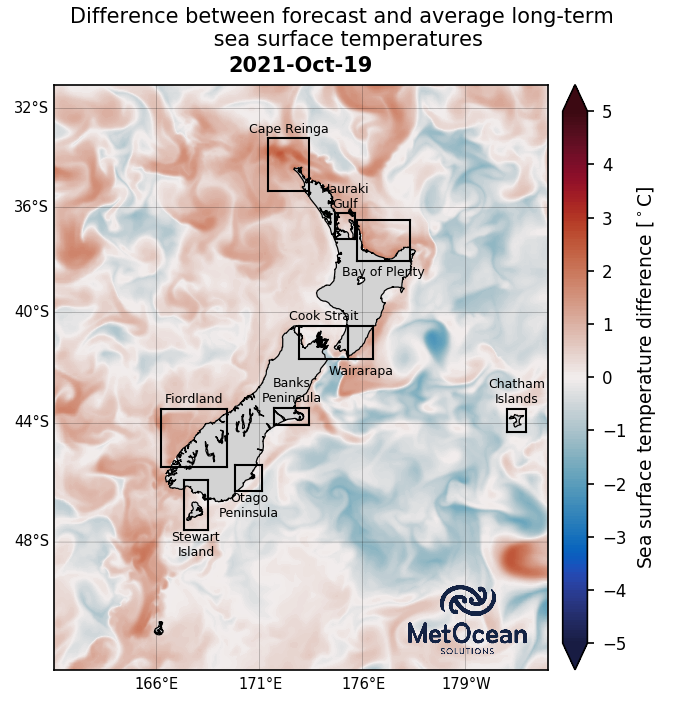 Difference between forecast and average long-term
sea surface temperatures
2021-Oct-19
32°S
36°S
40°S
44°S
48°S
Cape Reinga
Hauraki
Gulf
Bay of Plenty
Cook Strait
Wairarapa
Banks
Peninsula
Fiordland
Chatham
Islands
Otago
Peninsula
Stewart
Island
MetOcean
SOLUTIONS
166°E
171°E
176°E
179°W
5
4
3
2
1
0
−1
−2
−3
−4
−5
Sea surface temperature difference [°C]